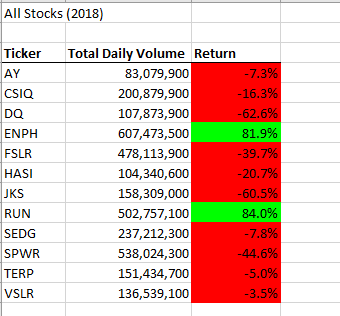 All Stocks (2018)
Ticker Total Daily Volume Return
AY 83,079,900 -7.3%
CSIQ 200,879,900 -16.3%
DQ 107,873,900 -62.6%
ENPH 607,473,500 81.9%
FSLR 478,113,900 -39.7%
HASI 104,340,600 -20.7%
JKS 158,309,000 -60.5%
RUN 502,757,100 84.0%
SEDG 237,212,300 -7.8%
SPWR 538,024,300 -44.6%
TERP 151,434,700 -5.0%
VSLR 136,539,100 -3.5%